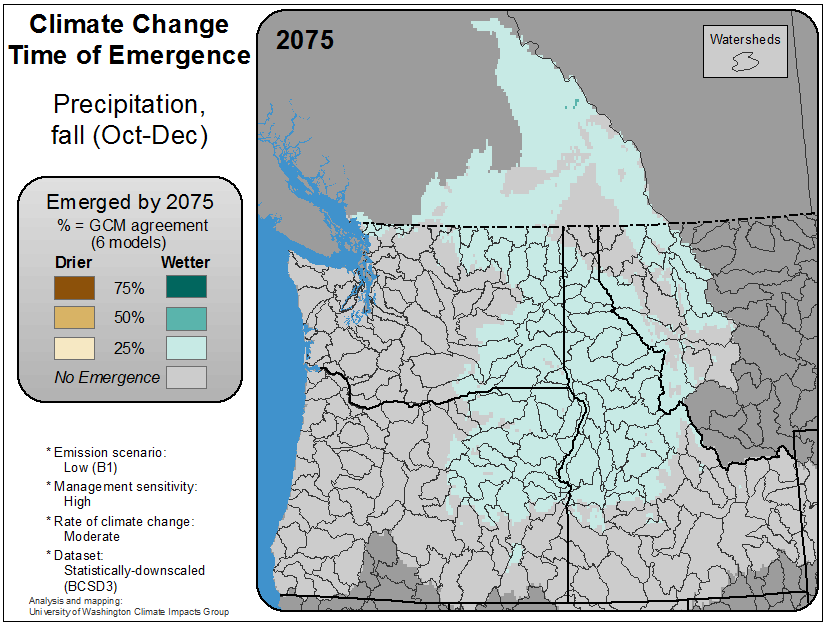 Climate Change
Time of Emergence
Precipitation,
fall (Oct-Dec)
Emerged by 2075
% = GCM agreement
(6 models)
Drier Wetter
75%
50%
25%
No Emergence
* Emission scenario:
Low (B1)
* Management sensitivity:
High
* Rate of climate change:
Moderate
* Dataset:
Statistically-downscaled
(BCSD3)
Analysis and mapping:
University of Washington Climate Impacts Group
2075
Watersheds